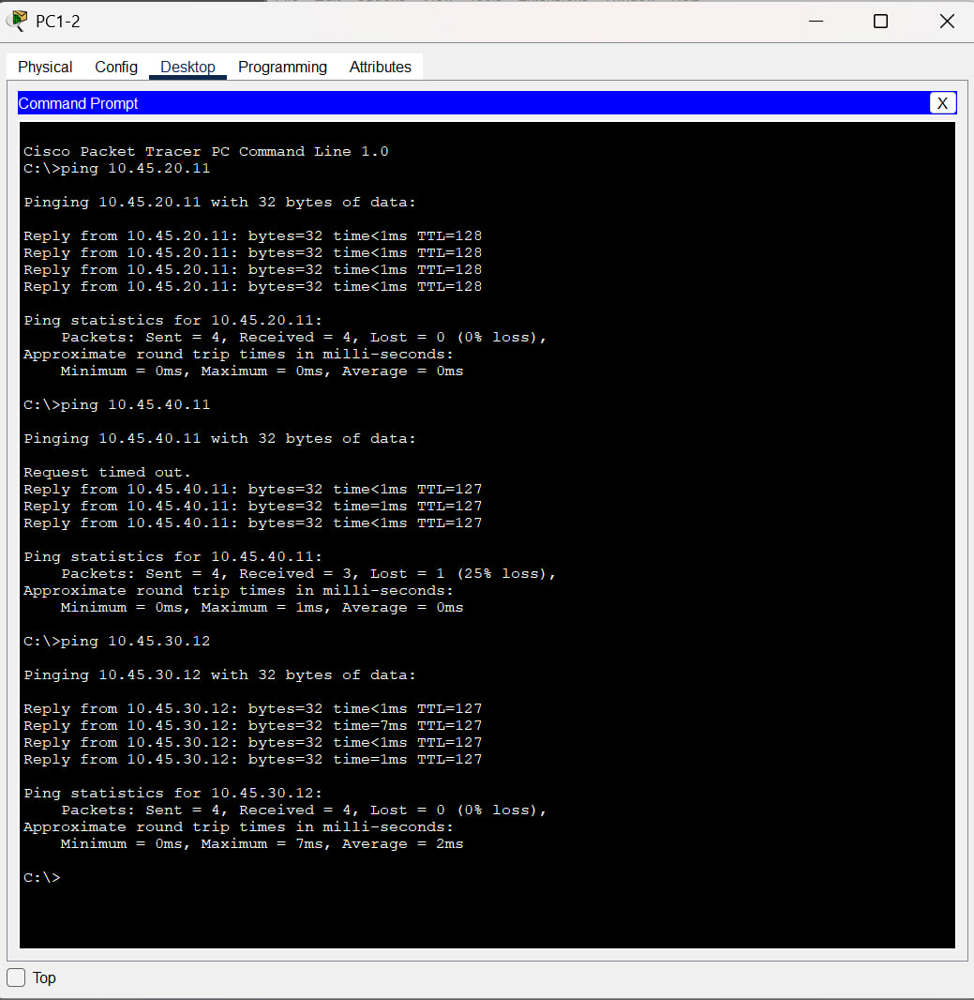 PC1-2
Physical Config Desktop Programming Attributes
Command Prompt X
Cisco Packet Tracer PC Command Line 1.0
C:\>ping 10.45.20.11
Pinging 10.45.20.11 with 32 bytes of data:
Reply from 10.45.20.11: bytes=32 time<1ms TTL=128
Reply from 10.45.20.11: bytes=32 time<1ms TTL=128
Reply from 10.45.20.11: bytes=32 time<1ms TTL=128
Reply from 10.45.20.11: bytes=32 time<1ms TTL=128
Ping statistics for 10.45.20.11:
Packets: Sent = 4, Received = 4, Lost = 0 (0% loss),
Approximate round trip times in milli-seconds:
Minimum = 0ms, Maximum = 0ms, Average = 0ms
C:\>ping 10.45.40.11
Pinging 10.45.40.11 with 32 bytes of data:
Request timed out.
Reply from 10.45.40.11: bytes=32 time<1ms TTL=127
Reply from 10.45.40.11: bytes=32 time=1ms TTL=127
Reply from 10.45.40.11: bytes=32 time<1ms TTL=127
Ping statistics for 10.45.40.11:
Packets: Sent = 4, Received = 3, Lost = 1 (25% loss),
Approximate round trip times in milli-seconds:
Minimum = 0ms, Maximum = 1ms, Average = 0ms
C:\>ping 10.45.30.12
Pinging 10.45.30.12 with 32 bytes of data:
Reply from 10.45.30.12: bytes=32 time<1ms TTL=127
Reply from 10.45.30.12: bytes=32 time=7ms TTL=127
Reply from 10.45.30.12: bytes=32 time<1ms TTL=127
Reply from 10.45.30.12: bytes=32 time=1ms TTL=127
Ping statistics for 10.45.30.12:
Packets: Sent = 4, Received = 4, Lost = 0 (0% loss),
Approximate round trip times in milli-seconds:
Minimum = 0ms, Maximum = 7ms, Average = 2ms
C:\>
Top